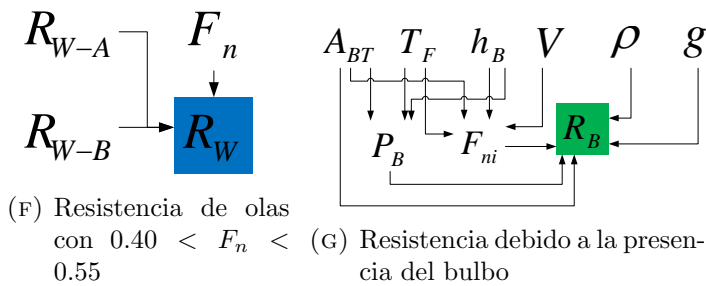 R_{W-A} F_n
R_{W-B} R_W
(F) Resistencia de olas
con 0.40 < F_n <
0.55
A_{BT} T_F h_B V ρ g
P_B F_{ni} R_B
(G) Resistencia debido a la presen-
cia del bulbo